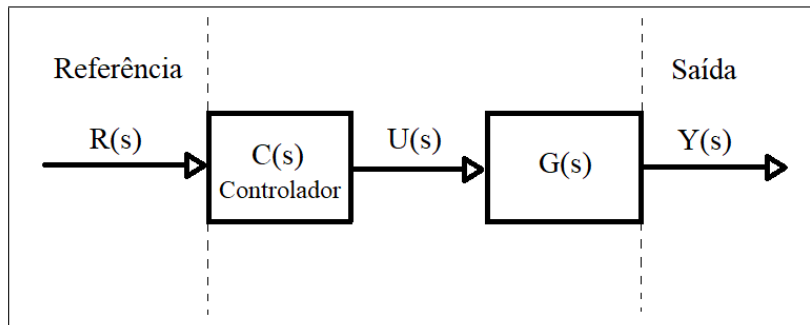 Referência
Saída
R(s)
C(s)
Controlador
U(s)
G(s)
Y(s)